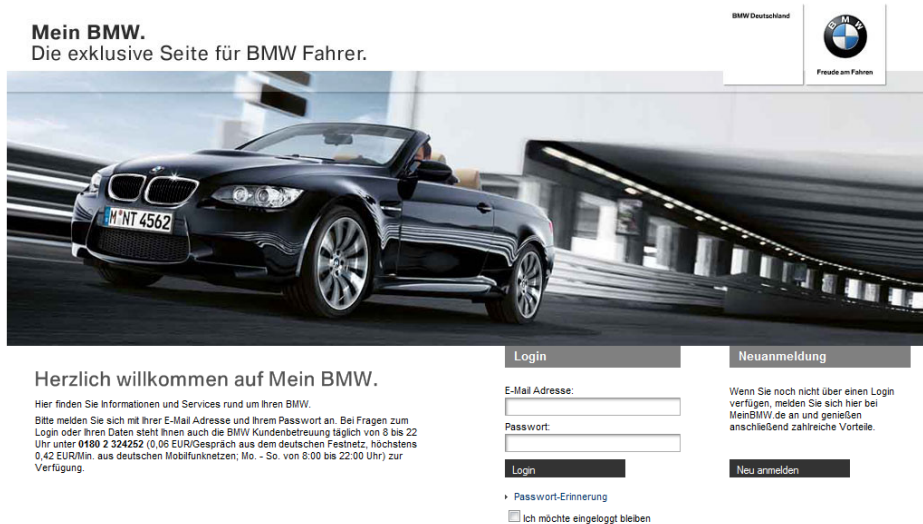 Mein BMW.
Die exklusive Seite für BMW Fahrer.
BMW Deutschland
BMW
Freude am Fahren
M NT 4562
Herzlich willkommen auf Mein BMW.
Hier finden Sie Informationen und Services rund um Ihren BMW.
Bitte melden Sie sich mit Ihrer E-Mail Adresse und Ihrem Passwort an. Bei Fragen zum
Login oder Ihren Daten steht Ihnen auch die BMW Kundenbetreuung täglich von 8 bis 22
Uhr unter 0180 2 324252 (0,06 EUR/Gespräch aus dem deutschen Festnetz, höchstens
0,42 EUR/Min. aus deutschen Mobilfunknetzen; Mo. - So. von 8:00 bis 22:00 Uhr) zur
Verfügung.
Login
E-Mail Adresse:
Passwort:
Login
Passwort-Erinnerung
Ich möchte eingeloggt bleiben
Neuanmeldung
Wenn Sie noch nicht über einen Login
verfügen, melden Sie sich hier bei
MeinBMW.de an und genießen
anschließend zahlreiche Vorteile.
Neu anmelden